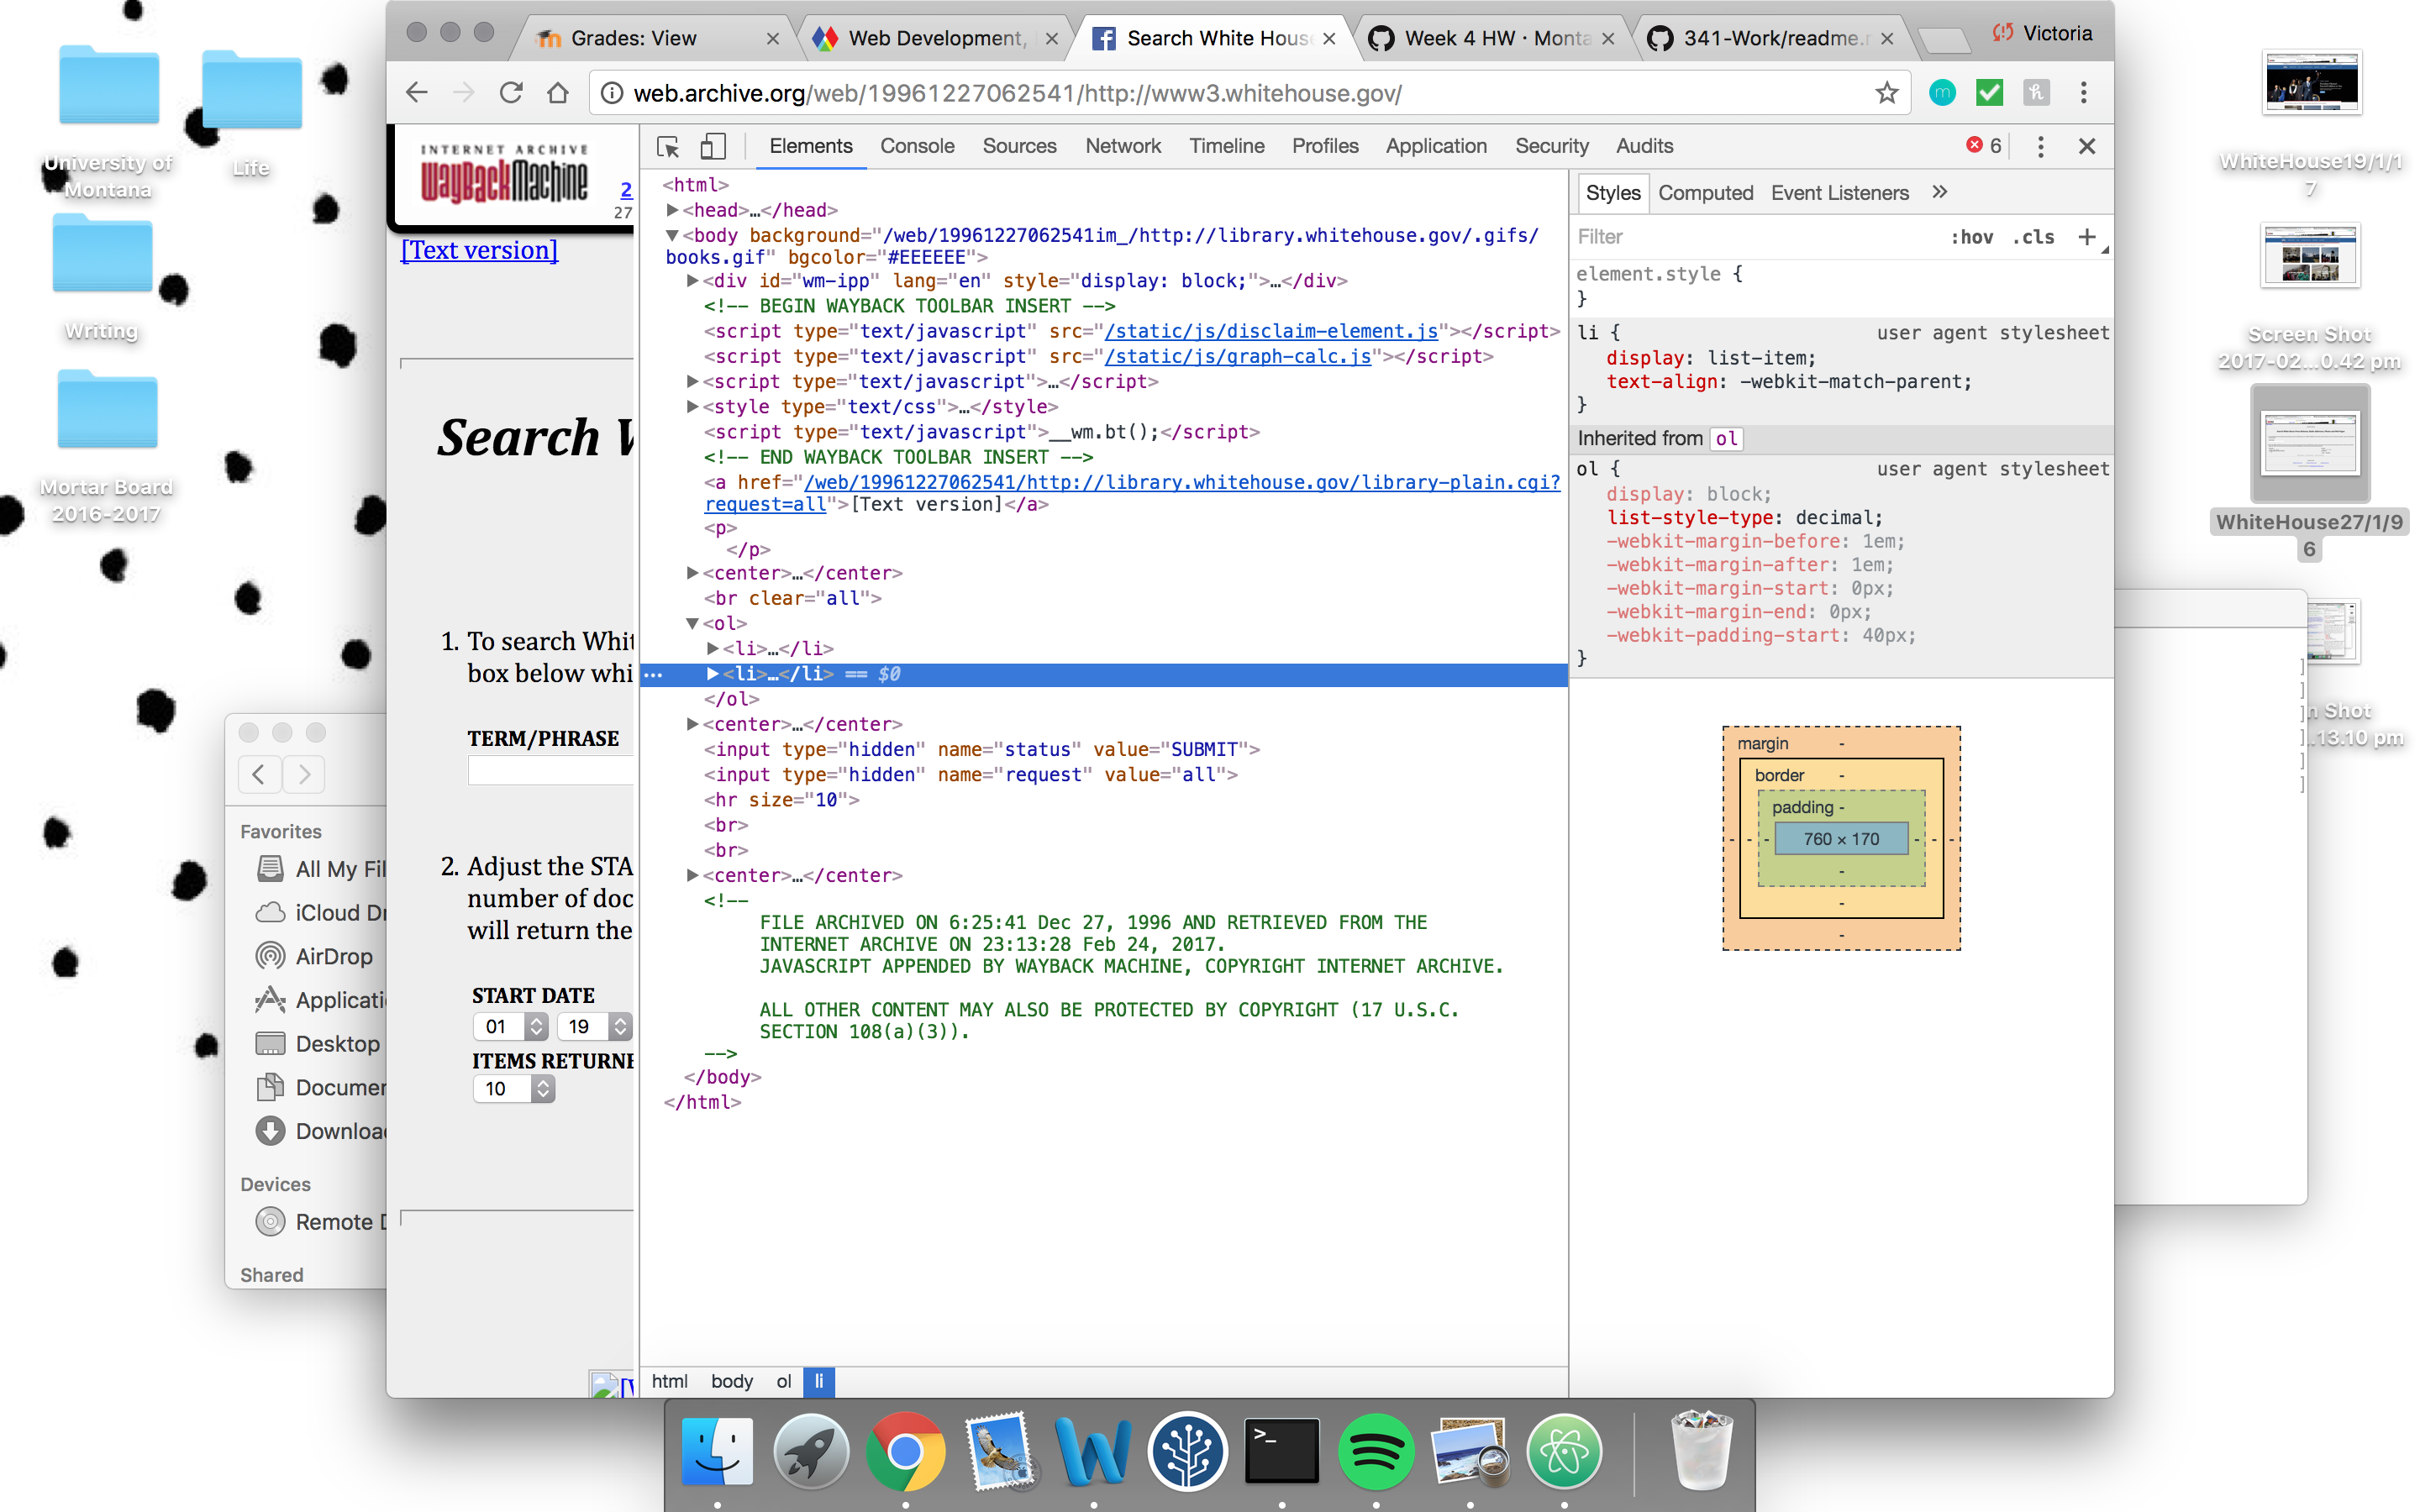 University of
Montana
Life
Writing
Mortar Board
2016-2017
Grades: View
Web Development,
Search White Hous
Week 4 HW · Monta
341-Work/readme.r
Victoria
web.archive.org/web/19961227062541/http://www3.whitehouse.gov/
INTERNET ARCHIVE
WayBackMachine
2
27
[Text version]
Search W
1. To search Whit
box below whi
TERM/PHRASE
2. Adjust the STA
number of doc
will return the
START DATE
01 19
ITEMS RETURNE
10
Elements Console Sources Network Timeline Profiles Application Security Audits 6
<html>
<head>…</head>
<body background="/web/19961227062541im_/http://library.whitehouse.gov/.gifs/
books.gif" bgcolor="#EEEEEE">
<div id="wm-ipp" lang="en" style="display: block;">…</div>
<!-- BEGIN WAYBACK TOOLBAR INSERT -->
<script type="text/javascript" src="/static/js/disclaim-element.js"></script>
<script type="text/javascript" src="/static/js/graph-calc.js"></script>
<script type="text/javascript">…</script>
<style type="text/css">…</style>
<script type="text/javascript">__wm.bt();</script>
<!-- END WAYBACK TOOLBAR INSERT -->
<a href="/web/19961227062541/http://library.whitehouse.gov/library-plain.cgi?
request=all">[Text version]</a>
<p>
</p>
<center>…</center>
<br clear="all">
<ol>
<li>…</li>
… <li>…</li> == $0
</ol>
<center>…</center>
<input type="hidden" name="status" value="SUBMIT">
<input type="hidden" name="request" value="all">
<hr size="10">
<br>
<br>
<center>…</center>
<!--
FILE ARCHIVED ON 6:25:41 Dec 27, 1996 AND RETRIEVED FROM THE
INTERNET ARCHIVE ON 23:13:28 Feb 24, 2017.
JAVASCRIPT APPENDED BY WAYBACK MACHINE, COPYRIGHT INTERNET ARCHIVE.
ALL OTHER CONTENT MAY ALSO BE PROTECTED BY COPYRIGHT (17 U.S.C.
SECTION 108(a)(3)).
-->
</body>
</html>
html body ol li
Styles Computed Event Listeners »
Filter :hov .cls +
element.style {
}
li { user agent stylesheet
display: list-item;
text-align: -webkit-match-parent;
}
Inherited from ol
ol { user agent stylesheet
display: block;
list-style-type: decimal;
-webkit-margin-before: 1em;
-webkit-margin-after: 1em;
-webkit-margin-start: 0px;
-webkit-margin-end: 0px;
-webkit-padding-start: 40px;
}
margin -
border -
padding -
- - - 760 × 170 - - -
-
-
-
Favorites
All My Fil
iCloud Dr
AirDrop
Applicati
Desktop
Documen
Downloa
Devices
Remote D
Shared
WhiteHouse19/1/1
7
Screen Shot
2017-02...0.42 pm
WhiteHouse27/1/9
6
n Shot
...13.10 pm
]
]
]
]
]
]